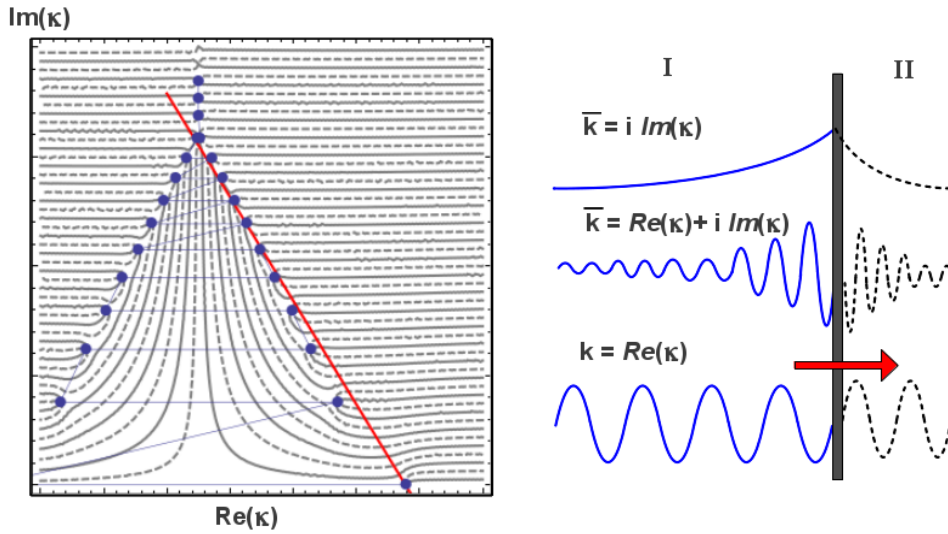 Im(κ)
Re(κ)
I
II
k̅ = i Im(κ)
k̅ = Re(κ)+ i Im(κ)
k = Re(κ)